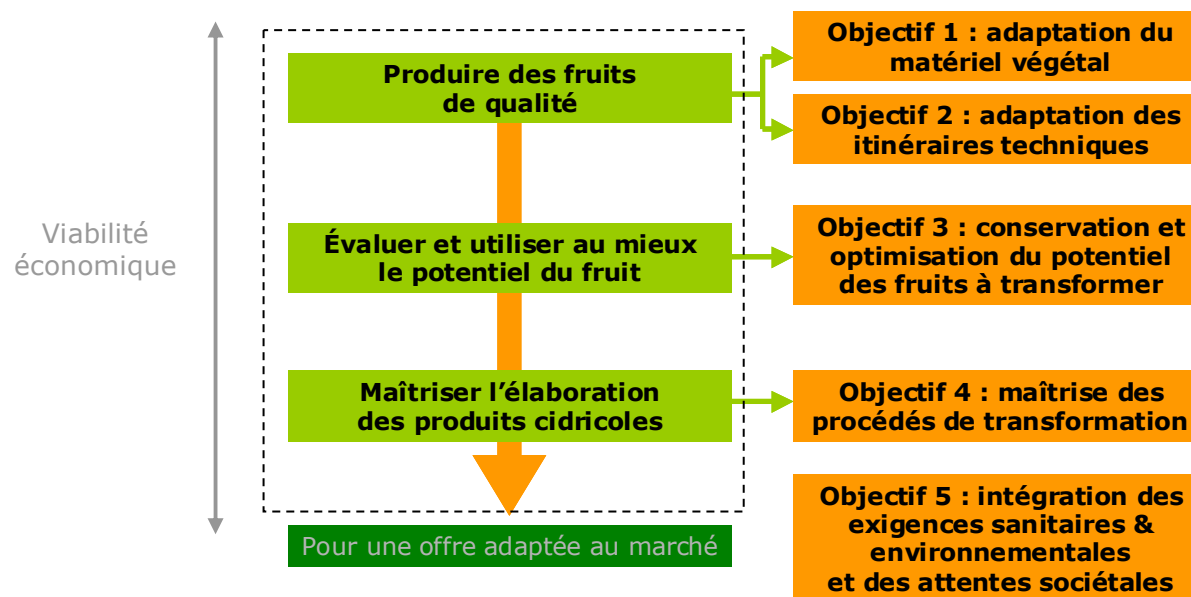 Viabilité
économique
Produire des fruits
de qualité
Évaluer et utiliser au mieux
le potentiel du fruit
Maîtriser l’élaboration
des produits cidricoles
Pour une offre adaptée au marché
Objectif 1 : adaptation du
matériel végétal
Objectif 2 : adaptation des
itinéraires techniques
Objectif 3 : conservation et
optimisation du potentiel
des fruits à transformer
Objectif 4 : maîtrise des
procédés de transformation
Objectif 5 : intégration des
exigences sanitaires &
environnementales
et des attentes sociétales